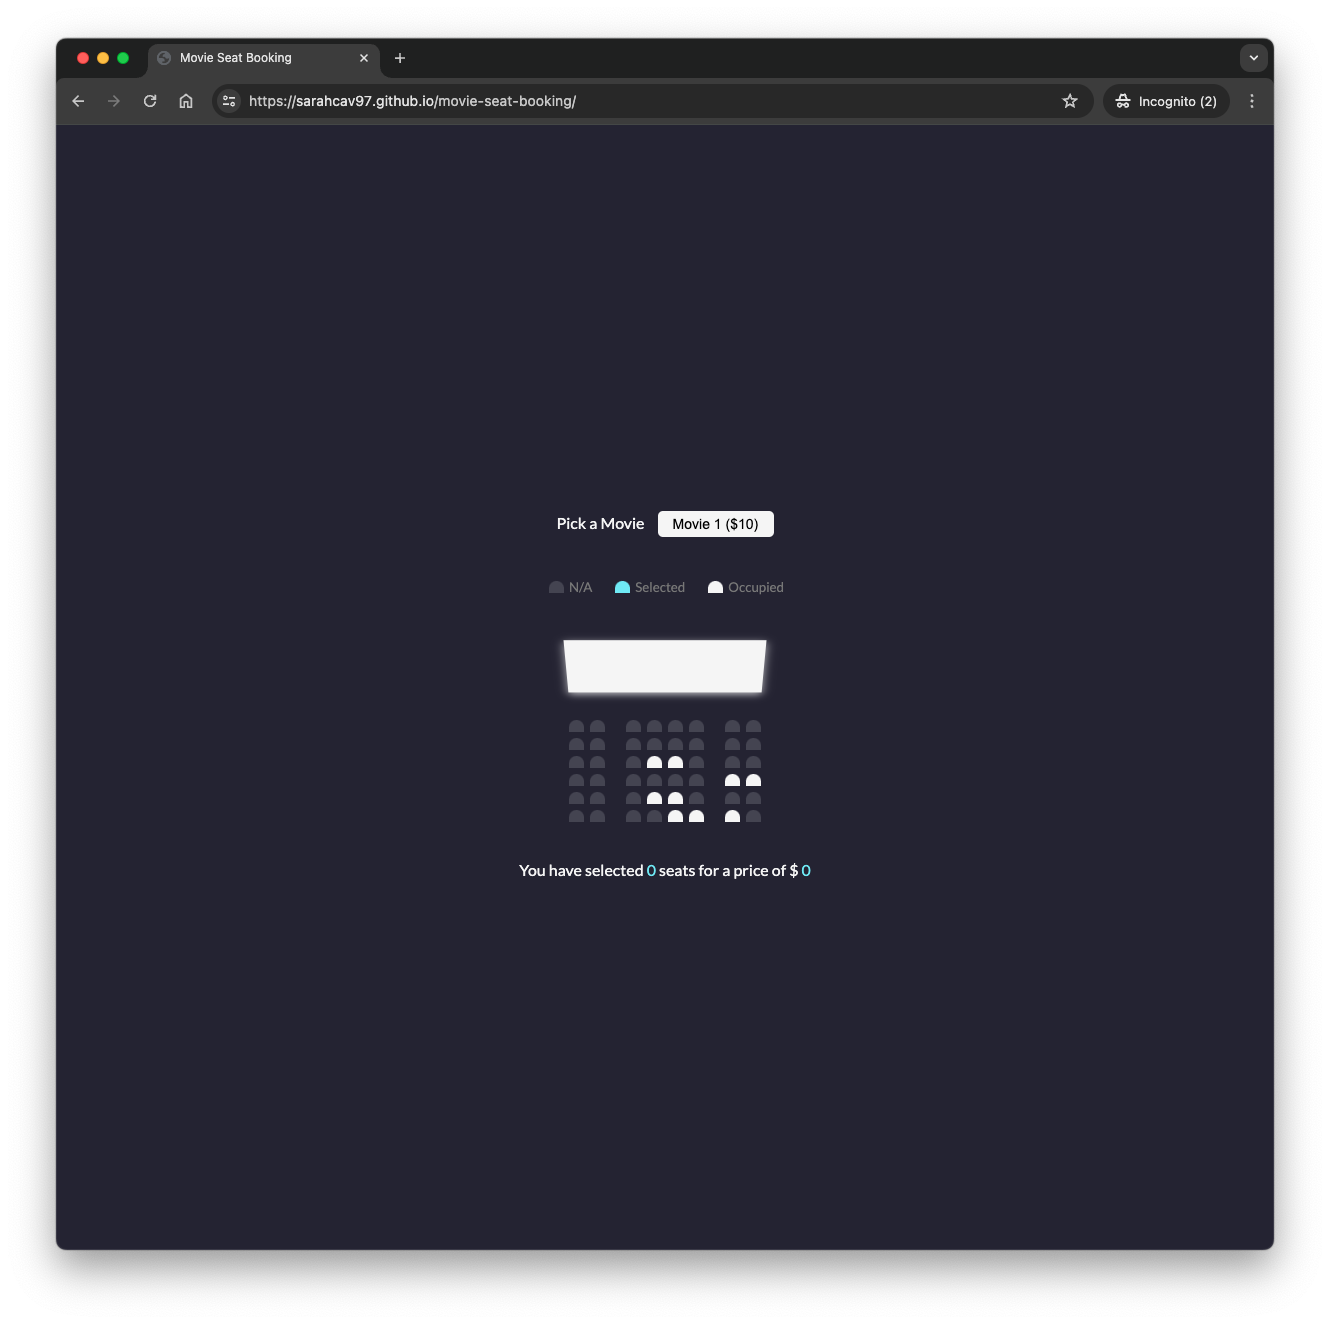 Movie Seat Booking
https://sarahcav97.github.io/movie-seat-booking/
Incognito (2)
Pick a Movie Movie 1 ($10)
N/A Selected Occupied
You have selected 0 seats for a price of $ 0